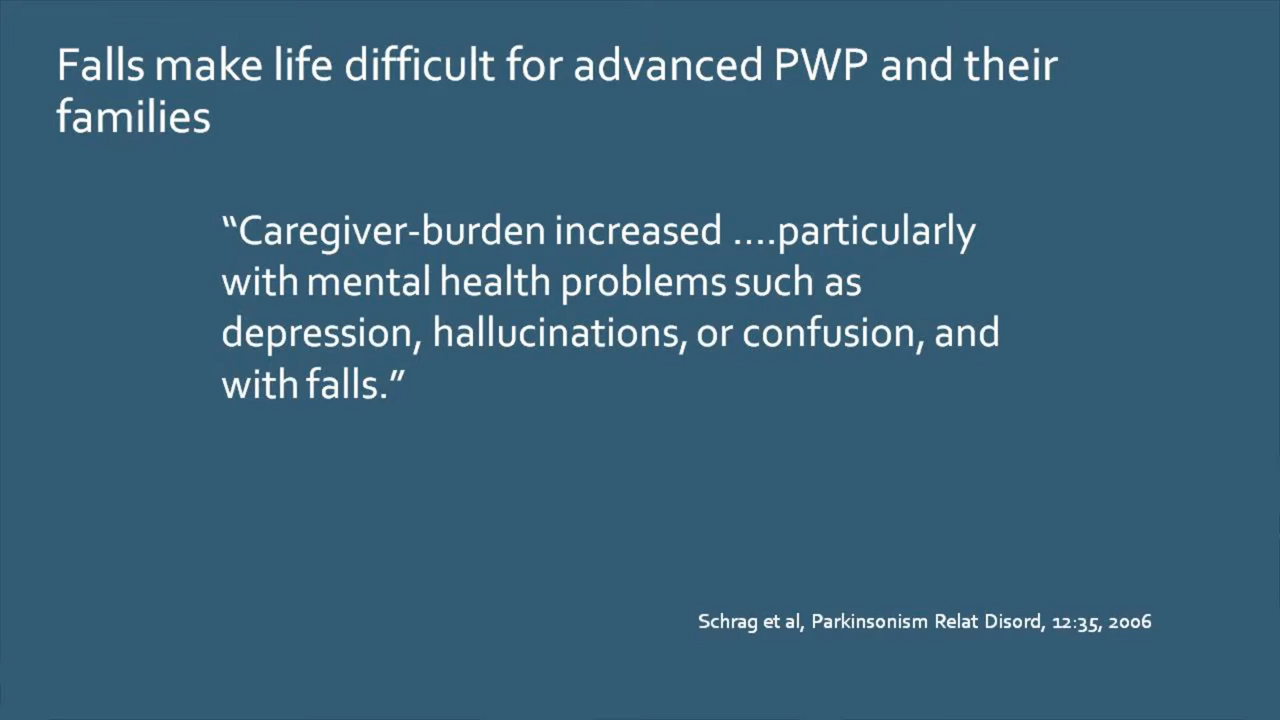 Falls make life difficult for advanced PWP and their
families
“Caregiver-burden increased ....particularly
with mental health problems such as
depression, hallucinations, or confusion, and
with falls.”
Schrag et al, Parkinsonism Relat Disord, 12:35, 2006